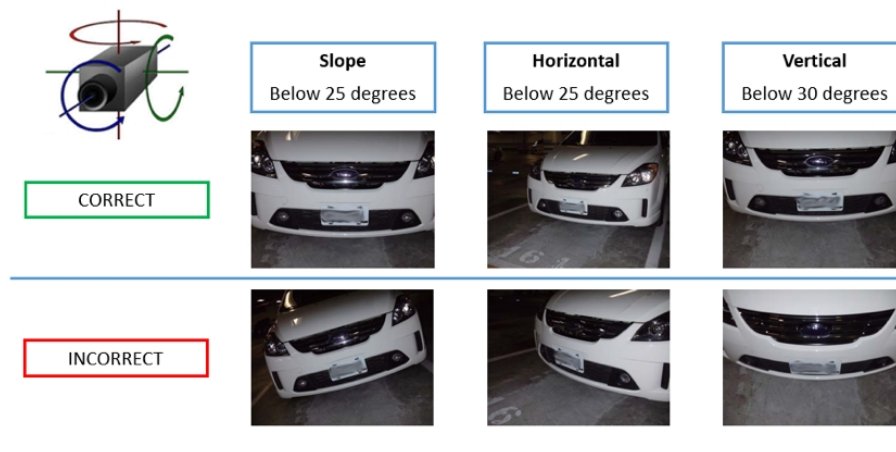 Slope
Below 25 degrees
Horizontal
Below 25 degrees
Vertical
Below 30 degrees
CORRECT
INCORRECT